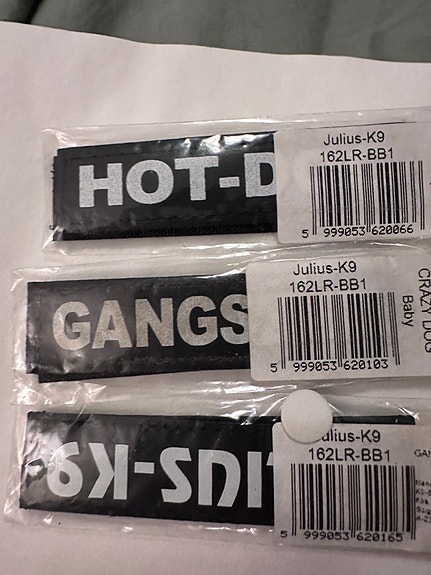 HOT-D
Julius-K9
162LR-BB1
5 999053 620066
GANGS
Julius-K9
162LR-BB1
5 999053 620103
CRAZY DOG
Baby
IUS-K9
ulius-K9
162LR-BB1
5 999053 620165
GAN